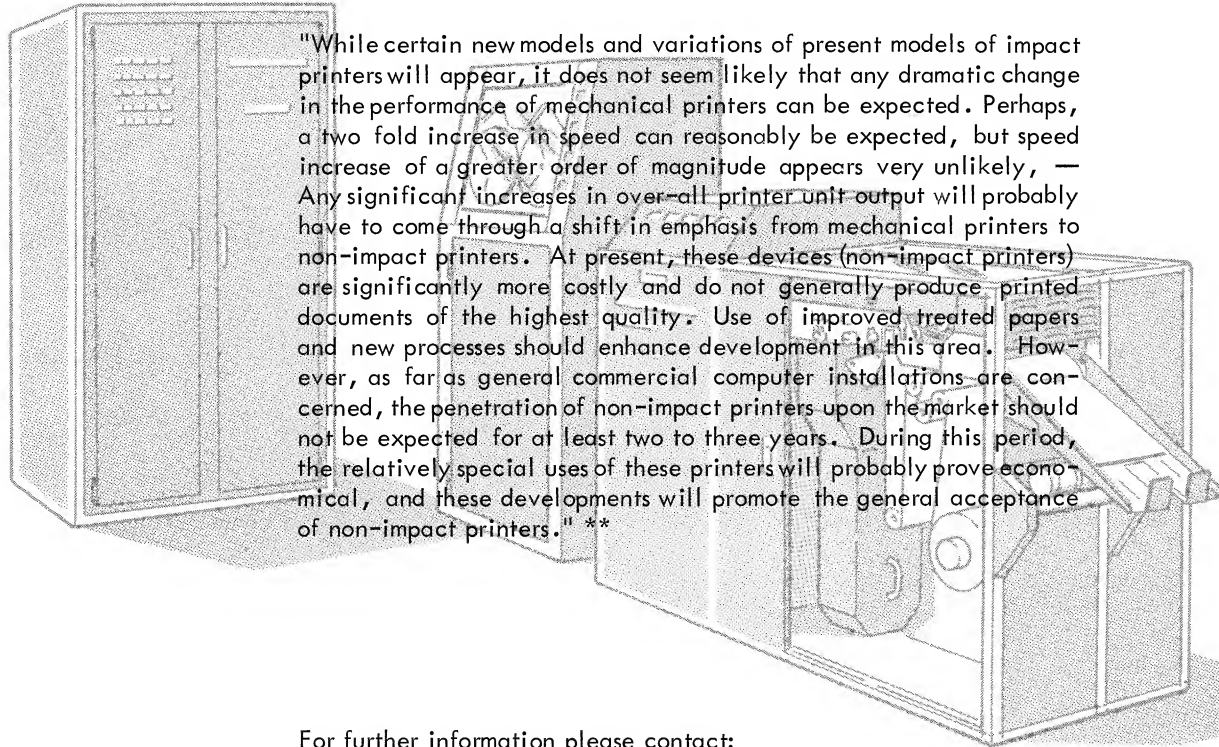 "While certain new models and variations of present models of impact
printers will appear, it does not seem likely that any dramatic change
in the performance of mechanical printers can be expected. Perhaps,
a two fold increase in speed can reasonably be expected, but speed
increase of a greater order of magnitude appears very unlikely, —
Any significant increases in over-all printer unit output will probably
have to come through a shift in emphasis from mechanical printers to
non-impact printers. At present, these devices (non-impact printers)
are significantly more costly and do not generally produce printed
documents of the highest quality. Use of improved treated papers
and new processes should enhance development in this area. How-
ever, as far as general commercial computer installations are con-
cerned, the penetration of non-impact printers upon the market should
not be expected for at least two to three years. During this period,
the relatively special uses of these printers will probably prove econo-
mical, and these developments will promote the general acceptance
of non-impact printers." **
For further information please contact: